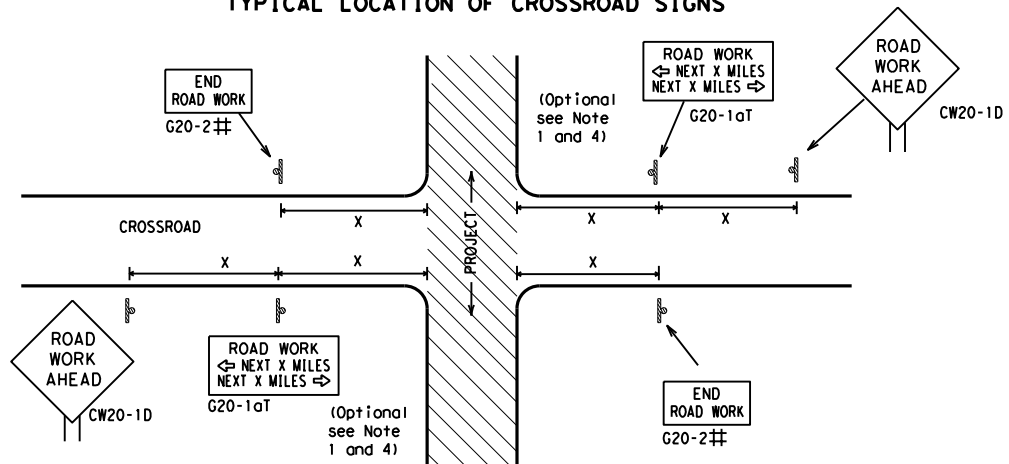 TYPICAL LOCATION OF CROSSROAD SIGNS
END
ROAD WORK
G20-2#
(Optional
see Note
1 and 4)
ROAD WORK
⇦ NEXT X MILES
NEXT X MILES ⇨
G20-1aT
ROAD
WORK
AHEAD
CW20-1D
X
X
X
CROSSROAD
PROJECT
X
X
X
ROAD
WORK
AHEAD
CW20-1D
ROAD WORK
⇦ NEXT X MILES
NEXT X MILES ⇨
G20-1aT
(Optional
see Note
1 and 4)
END
ROAD WORK
G20-2#